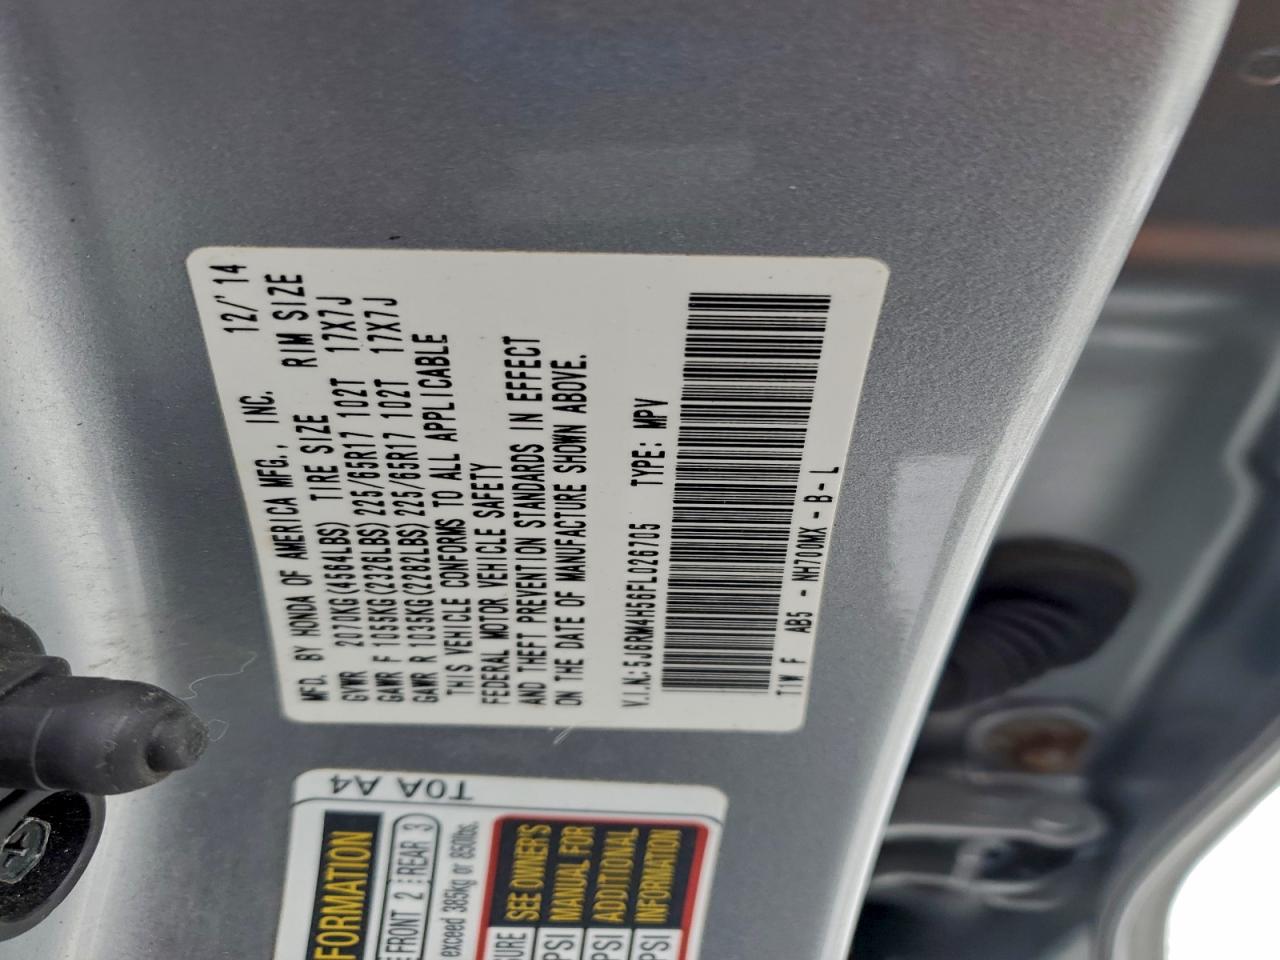 MFD. BY HONDA OF AMERICA MFG., INC. 12/'14
GVWR 2070KG(4564LBS) TIRE SIZE RIM SIZE
GAWR F 1055KG(2326LBS) 225/65R17 102T 17X7J
GAWR R 1035KG(2282LBS) 225/65R17 102T 17X7J
THIS VEHICLE CONFORMS TO ALL APPLICABLE
FEDERAL MOTOR VEHICLE SAFETY
AND THEFT PREVENTION STANDARDS IN EFFECT
ON THE DATE OF MANUFACTURE SHOWN ABOVE.
V.I.N.:5J6RM4H56FL026705 TYPE: MPV
T1W F AB5 - NH700MX - B - L
T0A A4
FORMATION
FRONT 2 REAR 3
exceed 385kg or 850lbs.
SEE OWNER'S
MANUAL FOR
ADDITIONAL
INFORMATION
URE
PSI
PSI
PSI